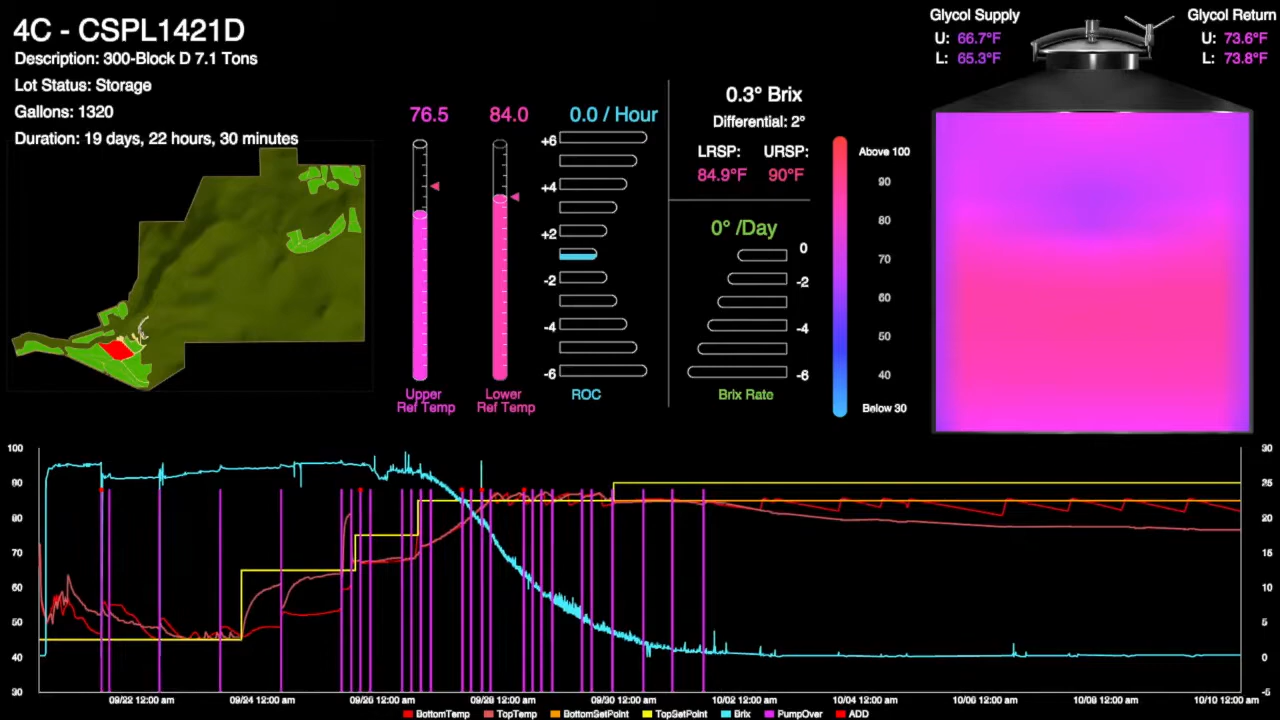 4C - CSPL1421D
Description: 300-Block D 7.1 Tons
Lot Status: Storage
Gallons: 1320
Duration: 19 days, 22 hours, 30 minutes
76.5
84.0
Upper
Ref Temp
Lower
Ref Temp
0.0 / Hour
+6
+4
+2
-2
-4
-6
ROC
0.3° Brix
Differential: 2°
LRSP: URSP:
84.9°F 90°F
0° /Day
0
-2
-4
-6
Brix Rate
Above 100
90
80
70
60
50
40
Below 30
Glycol Supply
U: 66.7°F
L: 65.3°F
Glycol Return
U: 73.6°F
L: 73.8°F
100
90
80
70
60
50
40
30
30
25
20
15
10
5
0
-5
09/22 12:00 am 09/24 12:00 am 09/26 12:00 am 09/28 12:00 am 09/30 12:00 am 10/02 12:00 am 10/04 12:00 am 10/06 12:00 am 10/08 12:00 am 10/10 12:00 am
BottomTemp TopTemp BottomSetPoint TopSetPoint Brix PumpOver ADD